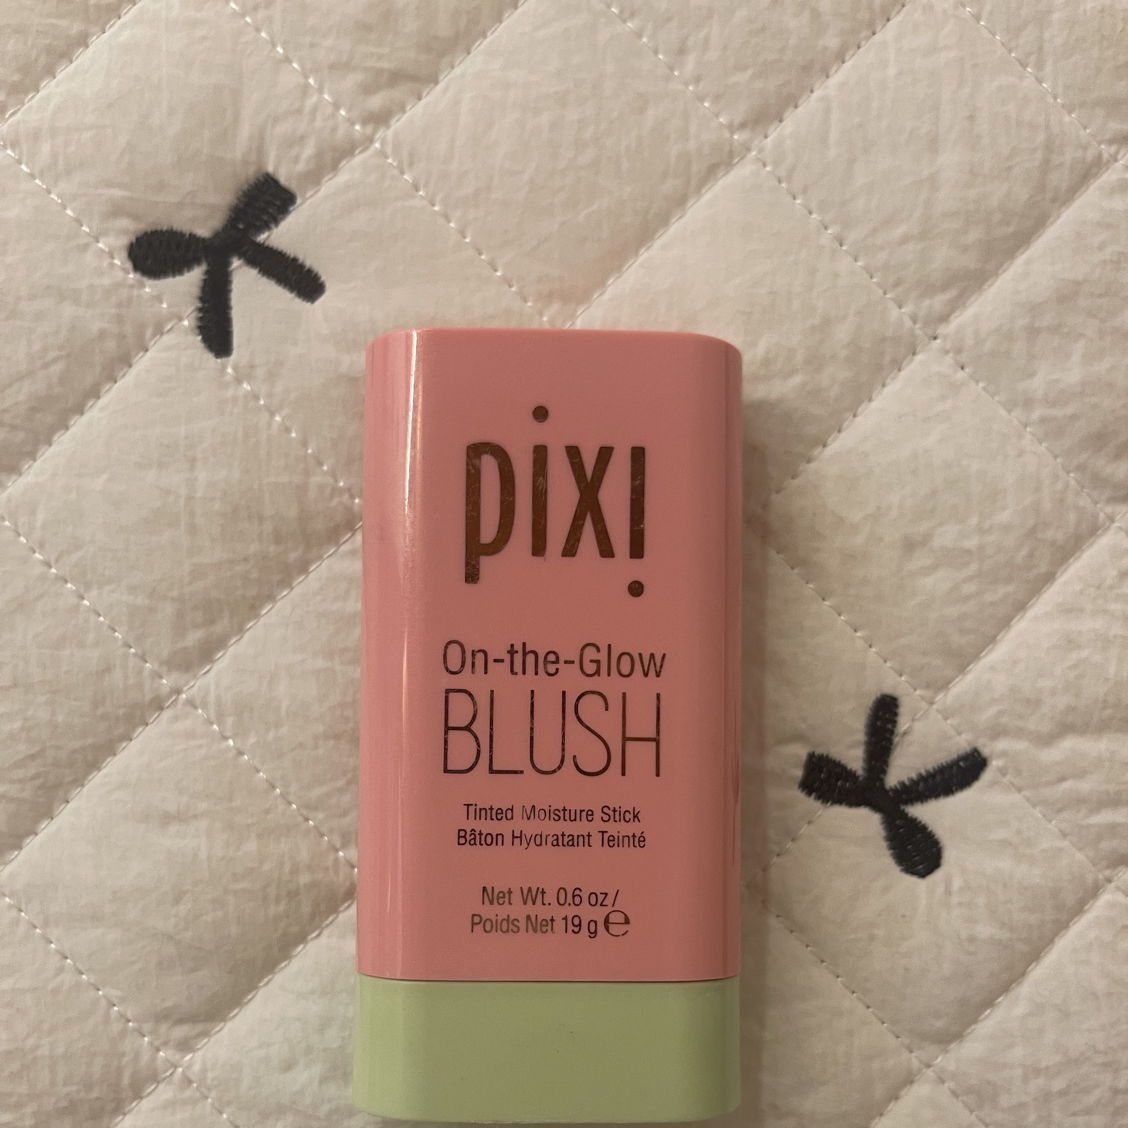 pixi
On-the-Glow
BLUSH
Tinted Moisture Stick
Bâton Hydratant Teinté
Net Wt. 0.6 oz/
Poids Net 19 g ℮